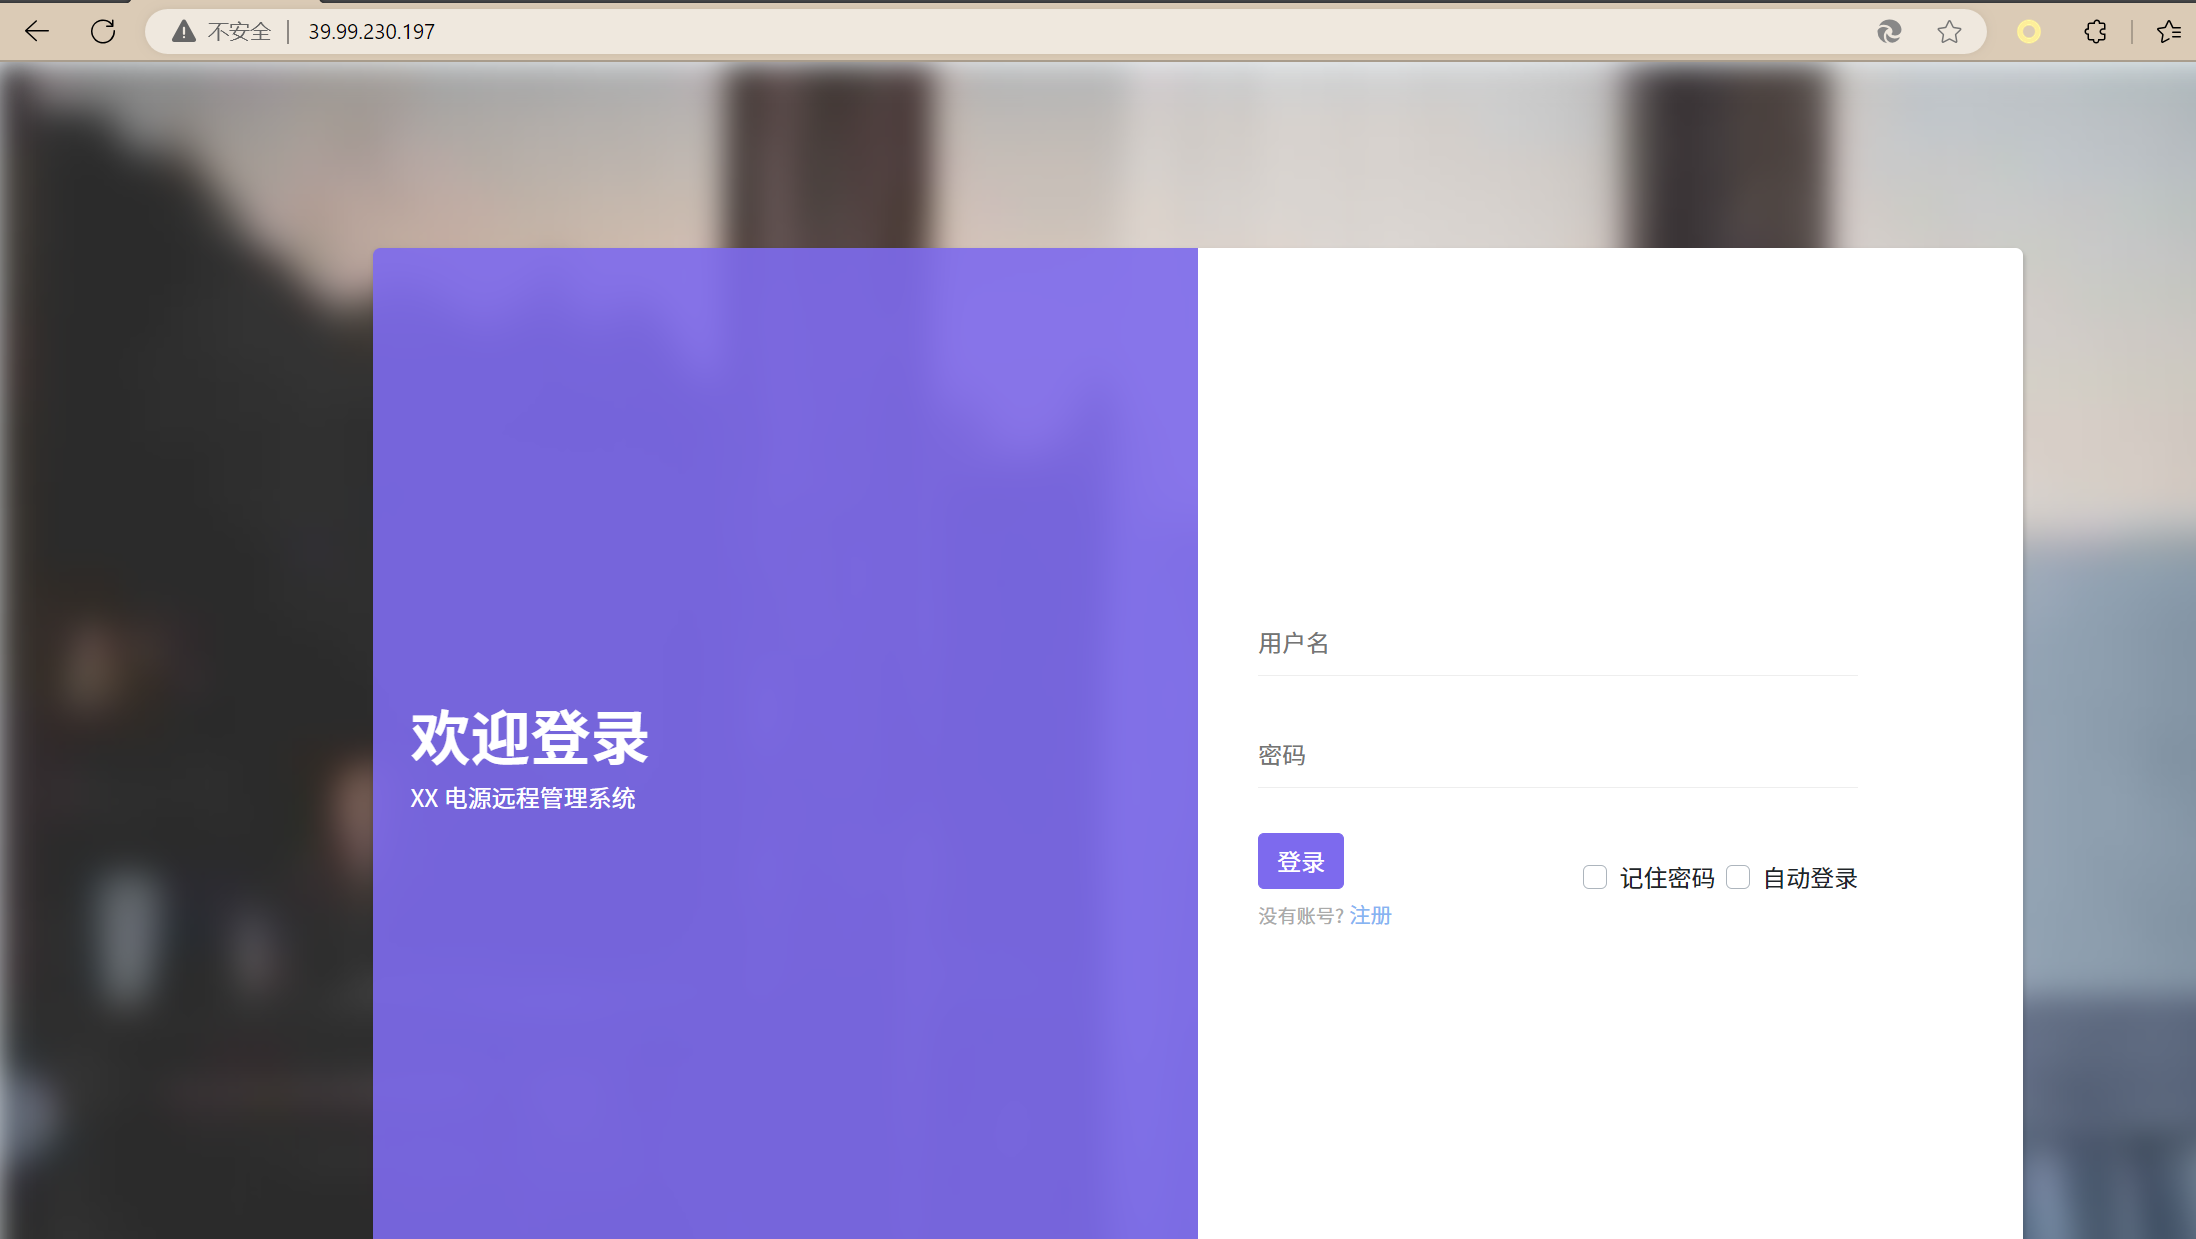 不安全 39.99.230.197
欢迎登录
XX 电源远程管理系统
用户名
密码
登录
记住密码 自动登录
没有账号? 注册